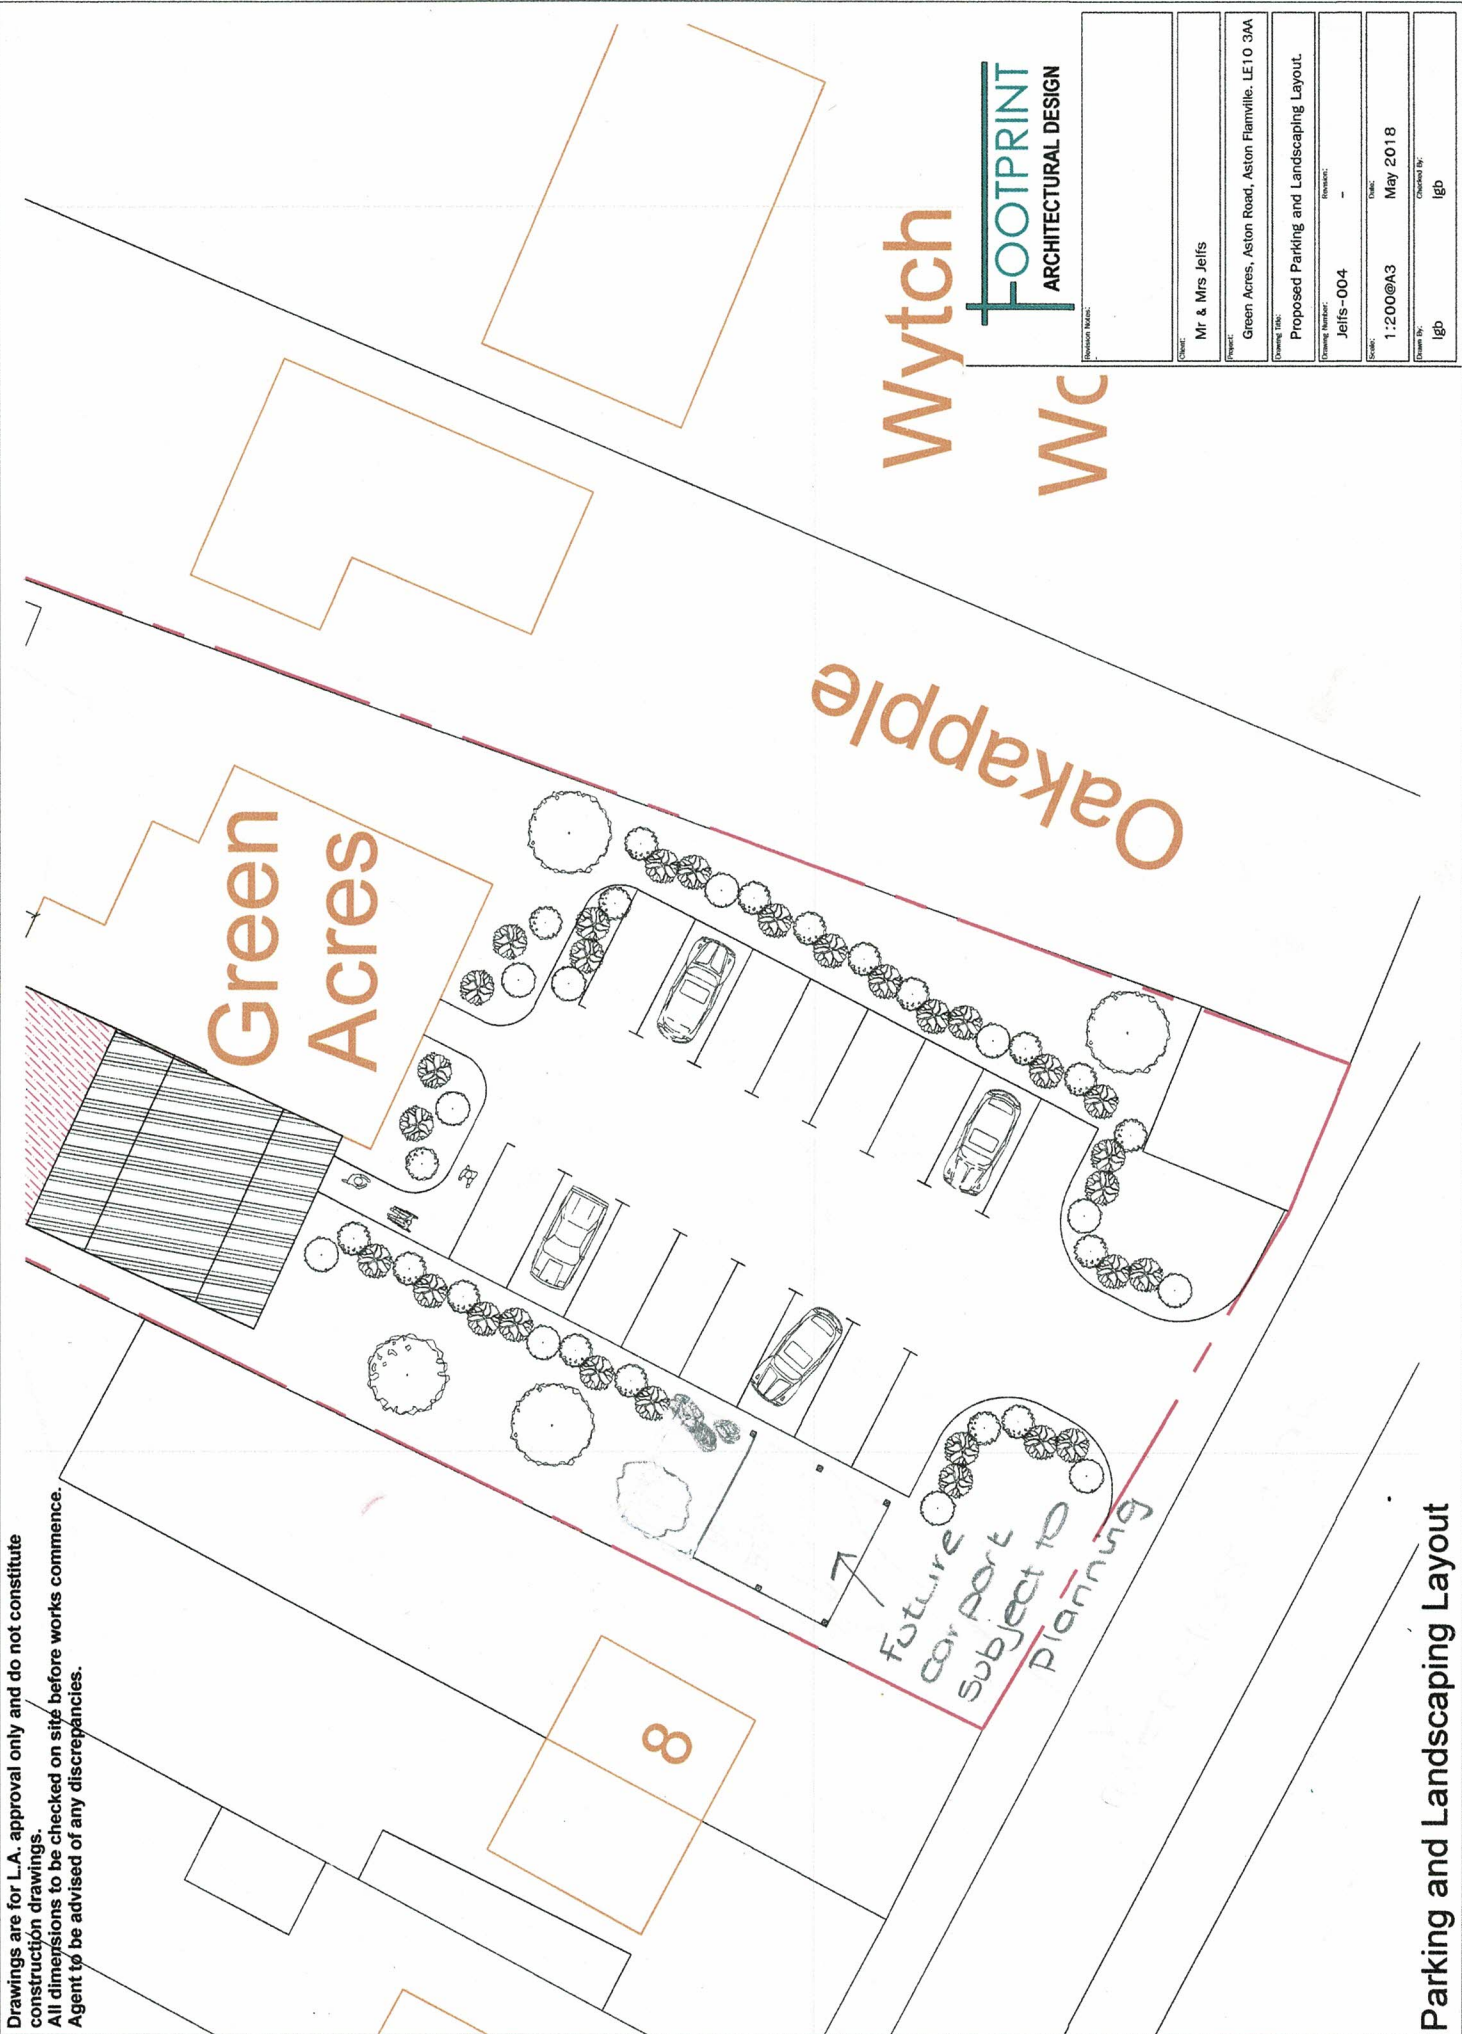 Drawings are for L.A. approval only and do not constitute
construction drawings.
All dimensions to be checked on site before works commence.
Agent to be advised of any discrepancies.
Green
Acres
8
Oakapple
Wytch
Wo
future
car port
subject to
planning
FOOTPRINT
ARCHITECTURAL DESIGN
Revision Notes:
-
Client:
Mr & Mrs Jelfs
Project:
Green Acres, Aston Road, Aston Flamville. LE10 3AA
Drawing Title:
Proposed Parking and Landscaping Layout.
Drawing Number: Revision:
Jelfs-004 -
Scale: Date:
1:200@A3 May 2018
Drawn By: Checked By:
lgb lgb
Parking and Landscaping Layout